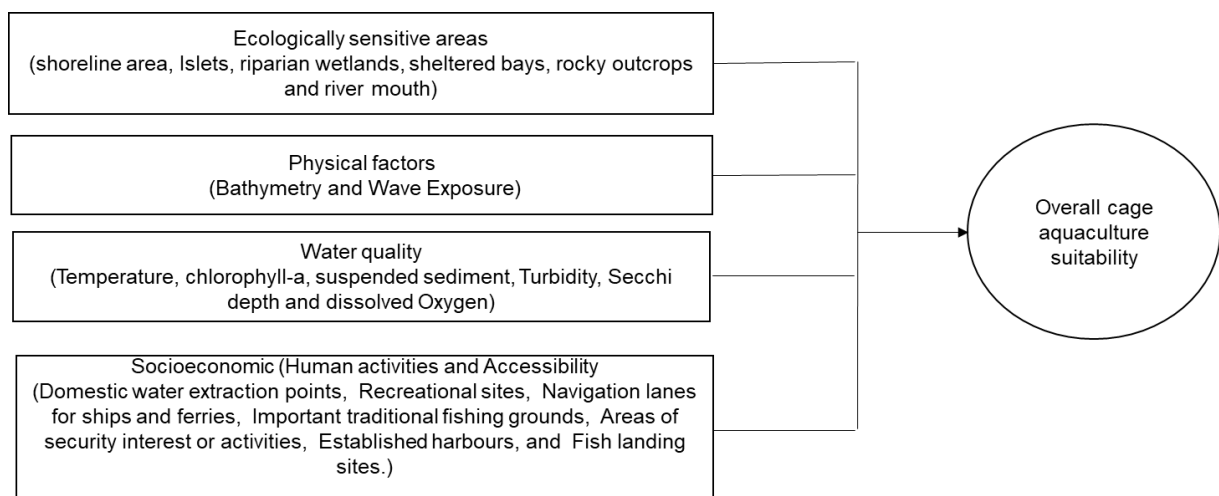 Ecologically sensitive areas
(shoreline area, Islets, riparian wetlands, sheltered bays, rocky outcrops
and river mouth)
Physical factors
(Bathymetry and Wave Exposure)
Water quality
(Temperature, chlorophyll-a, suspended sediment, Turbidity, Secchi
depth and dissolved Oxygen)
Socioeconomic (Human activities and Accessibility
(Domestic water extraction points, Recreational sites, Navigation lanes
for ships and ferries, Important traditional fishing grounds, Areas of
security interest or activities, Established harbours, and Fish landing
sites.)
Overall cage
aquaculture
suitability